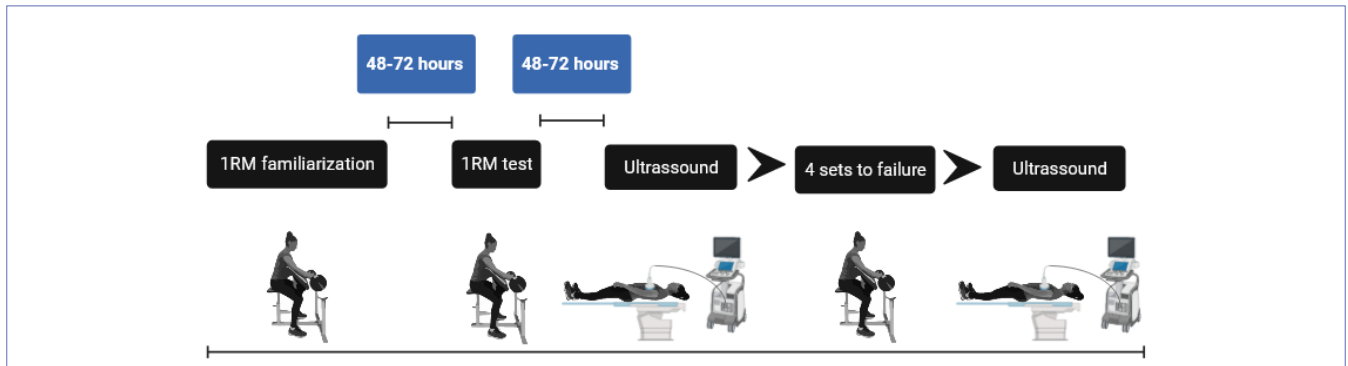 48-72 hours
48-72 hours
1RM familiarization
1RM test
Ultrassound
4 sets to failure
Ultrassound